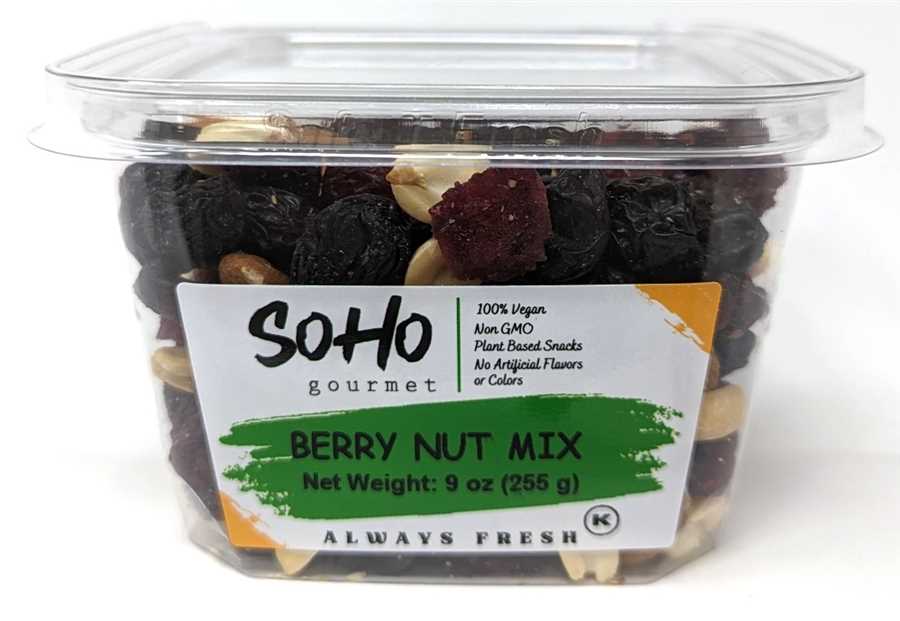 SOHO
gourmet
100% Vegan
Non GMO
Plant Based Snacks
No Artificial Flavors
or Colors
BERRY NUT MIX
Net Weight: 9 oz (255 g)
ALWAYS FRESH
K